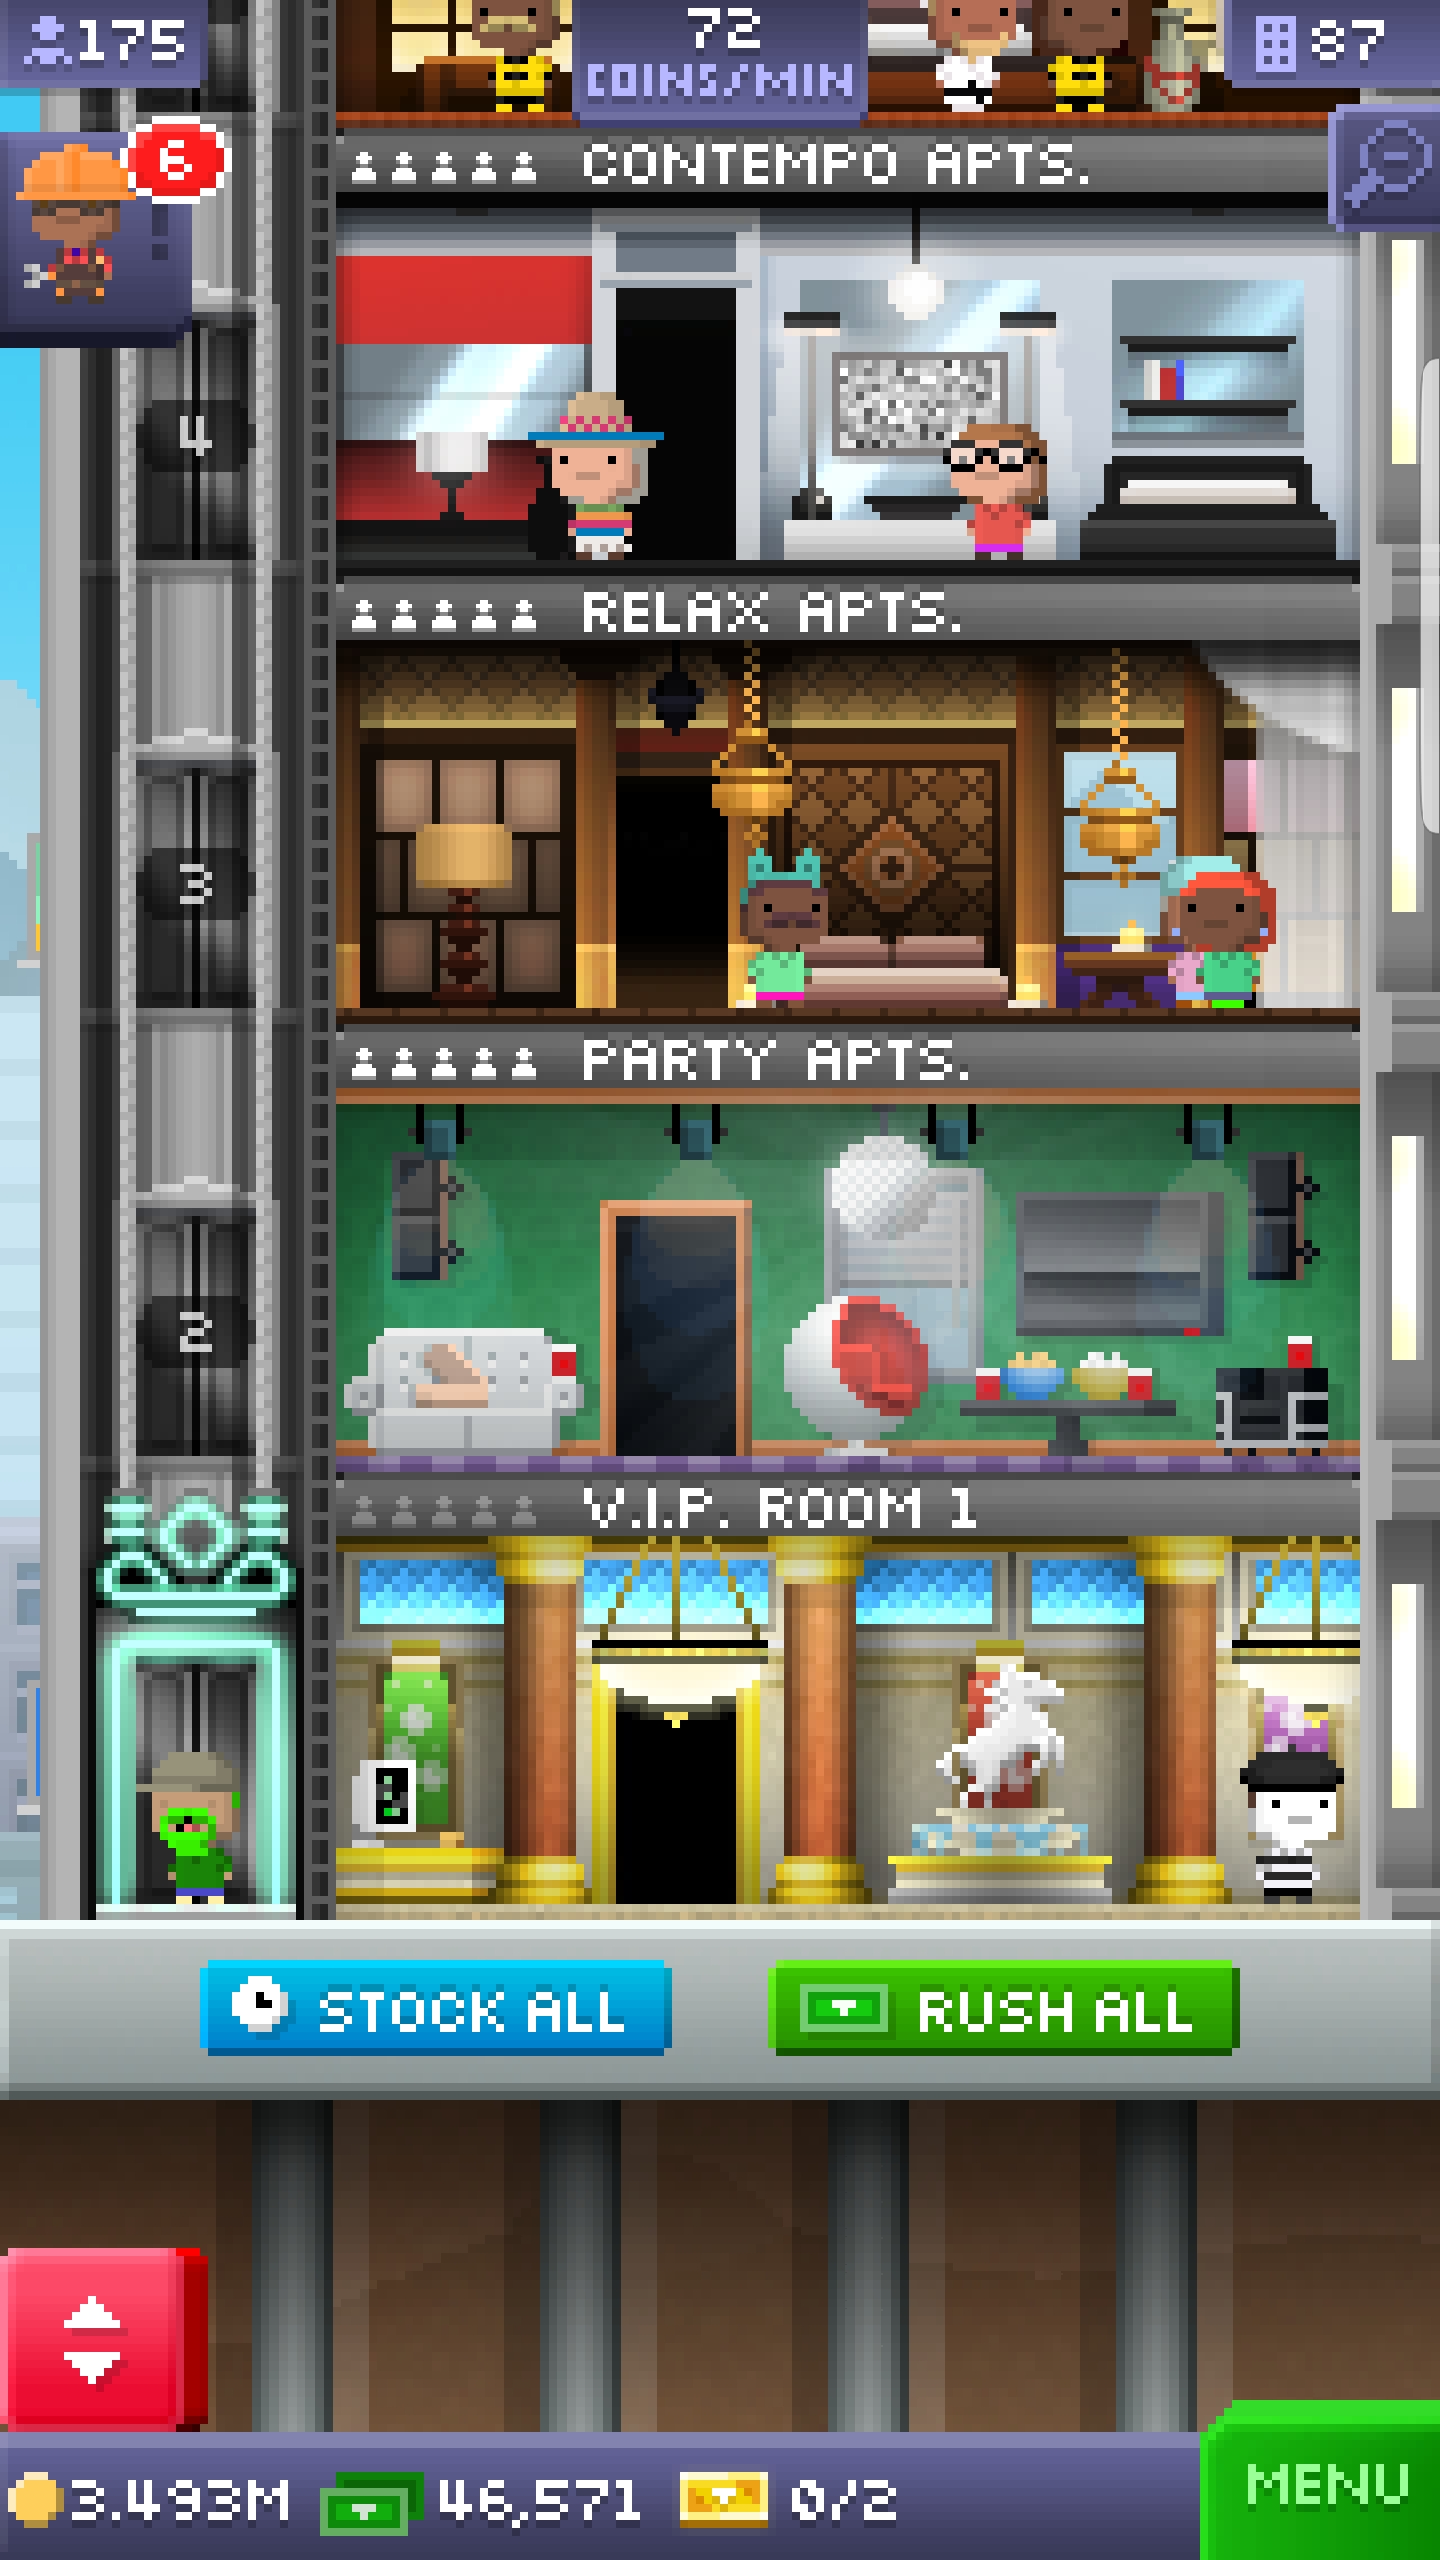 175
72
COINS/MIN
87
6
CONTEMPO APTS.
4
RELAX APTS.
3
PARTY APTS.
2
V.I.P. ROOM 1
2
STOCK ALL
RUSH ALL
3.493M
46,571
0/2
MENU